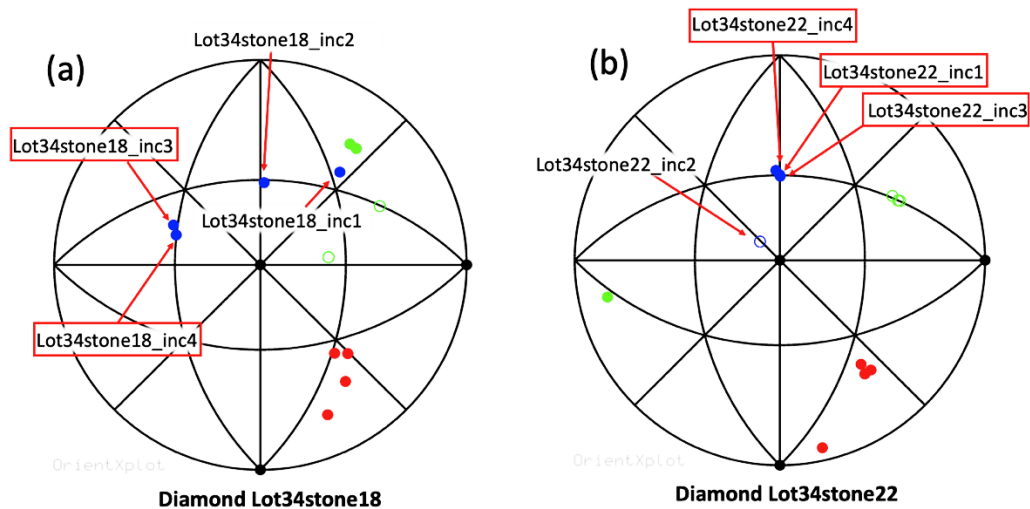 (a)
Lot34stone18_inc2
Lot34stone18_inc3
Lot34stone18_inc1
Lot34stone18_inc4
OrientXplot
Diamond Lot34stone18
(b)
Lot34stone22_inc4
Lot34stone22_inc1
Lot34stone22_inc3
Lot34stone22_inc2
OrientXplot
Diamond Lot34stone22